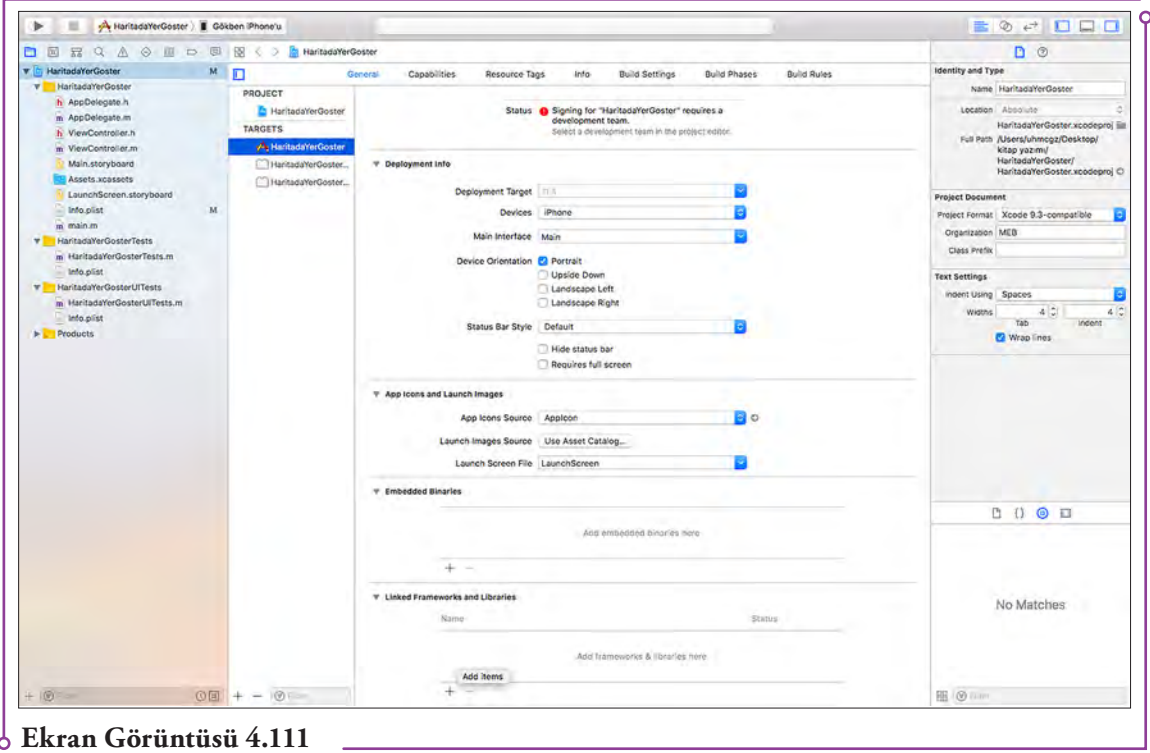 HaritadaYerGoster
Gökben iPhone'u
HaritadaYerGoster
HaritadaYerGoster M
HaritadaYerGoster
AppDelegate.h
AppDelegate.m
ViewController.h
ViewController.m
Main.storyboard
Assets.xcassets
LaunchScreen.storyboard
Info.plist M
main.m
HaritadaYerGosterTests
HaritadaYerGosterTests.m
Info.plist
HaritadaYerGosterUITests
HaritadaYerGosterUITests.m
Info.plist
Products
General Capabilities Resource Tags Info Build Settings Build Phases Build Rules
PROJECT
HaritadaYerGoster
TARGETS
HaritadaYerGoster
HaritadaYerGoster...
HaritadaYerGoster...
Status Signing for "HaritadaYerGoster" requires a
development team.
Select a development team in the project editor.
Deployment Info
Deployment Target
Devices iPhone
Main Interface Main
Device Orientation Portrait
Upside Down
Landscape Left
Landscape Right
Status Bar Style Default
Hide status bar
Requires full screen
App Icons and Launch Images
App Icons Source AppIcon
Launch Images Source Use Asset Catalog...
Launch Screen File LaunchScreen
Embedded Binaries
Add embedded binaries here
Linked Frameworks and Libraries
Name Status
Add frameworks & libraries here
Add items
Identity and Type
Name HaritadaYerGoster
Location Absolute
HaritadaYerGoster.xcodeproj
Full Path /Users/uhmcgz/Desktop/
kitap yazımı/
HaritadaYerGoster/
HaritadaYerGoster.xcodeproj
Project Document
Project Format Xcode 9.3-compatible
Organization MEB
Class Prefix
Text Settings
Indent Using Spaces
Widths 4 4
Tab Indent
Wrap lines
No Matches
Filter
Filter
Filter
Ekran Görüntüsü 4.111